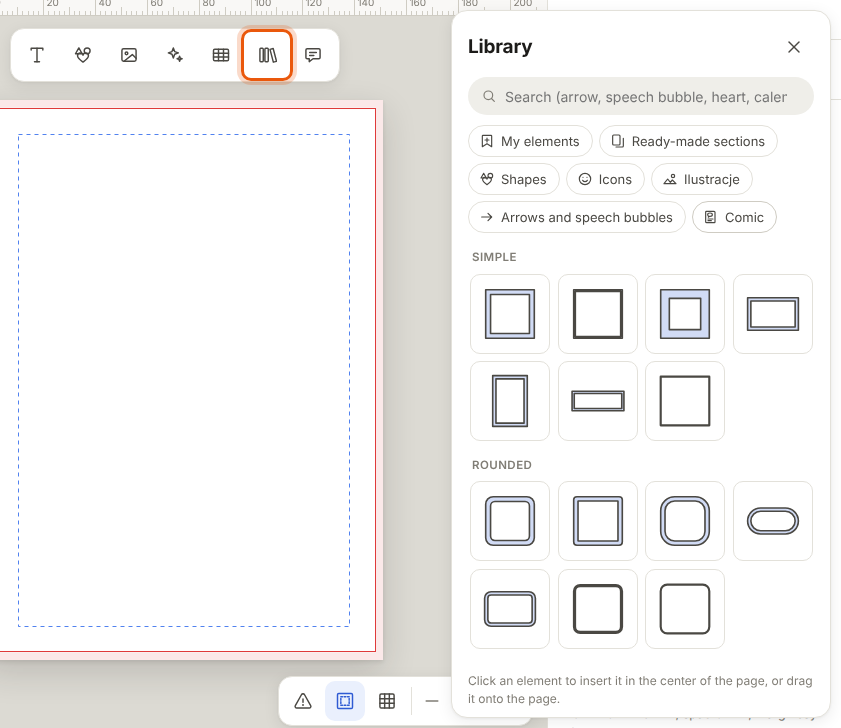 20 40 60 80 100 120 140 160 180 200
Library
Search (arrow, speech bubble, heart, caler
My elements
Ready-made sections
Shapes
Icons
Ilustracje
Arrows and speech bubbles
Comic
SIMPLE
ROUNDED
Click an element to insert it in the center of the page, or drag
it onto the page.